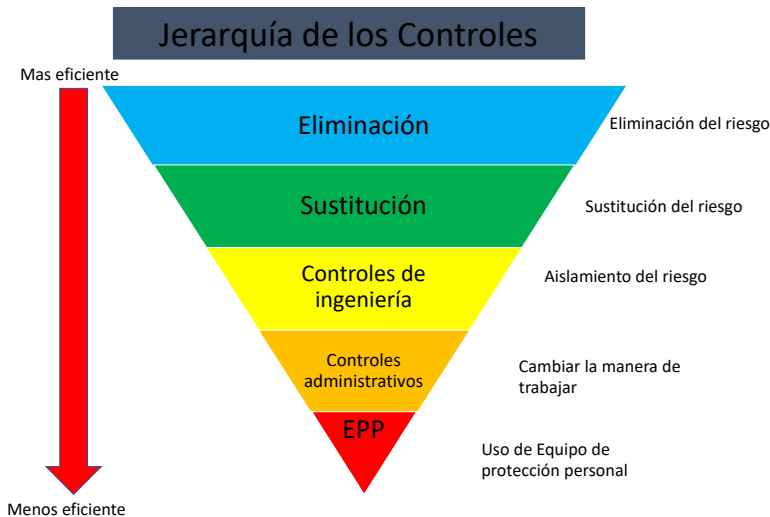 Jerarquía de los Controles
Mas eficiente
Eliminación
Eliminación del riesgo
Sustitución
Sustitución del riesgo
Controles de
ingeniería
Aislamiento del riesgo
Controles
administrativos
Cambiar la manera de
trabajar
EPP
Uso de Equipo de
protección personal
Menos eficiente